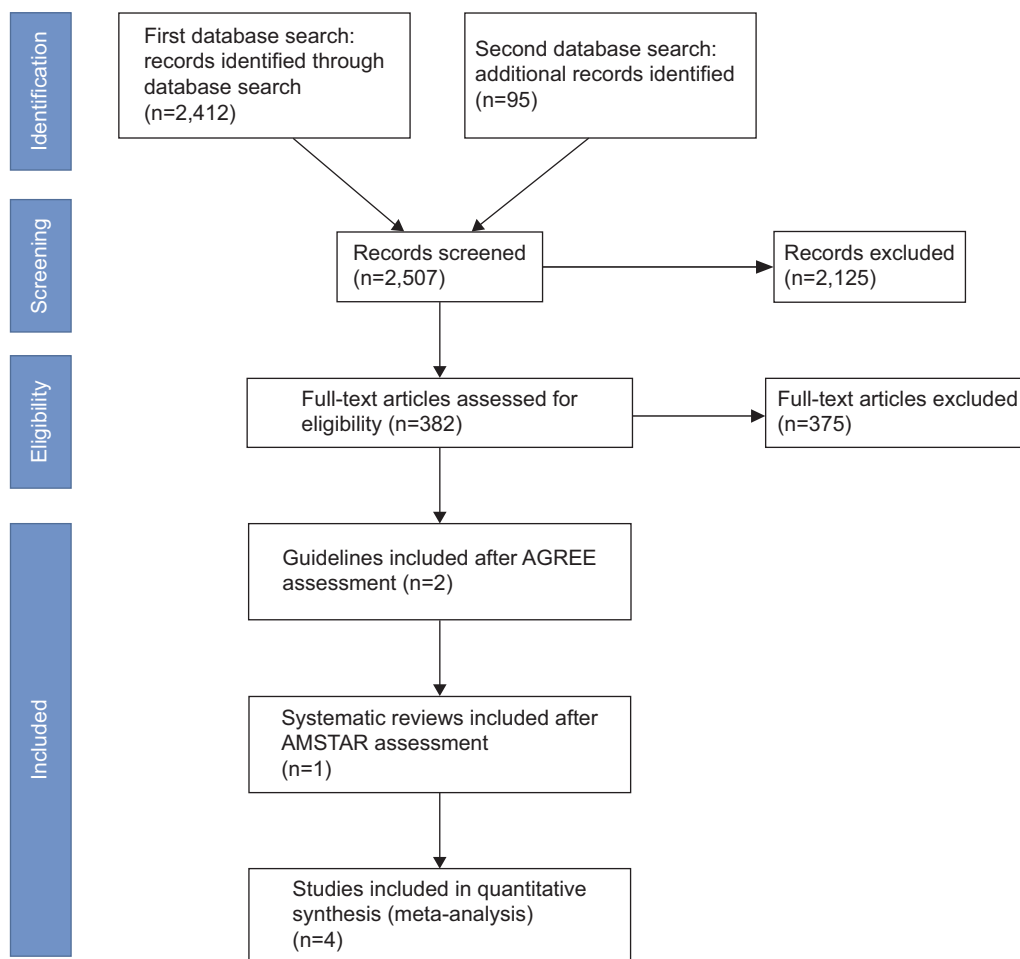 Identification
First database search:
records identified through
database search
(n=2,412)
Second database search:
additional records identified
(n=95)
Screening
Records screened
(n=2,507)
Records excluded
(n=2,125)
Eligibility
Full-text articles assessed for
eligibility (n=382)
Full-text articles excluded
(n=375)
Included
Guidelines included after AGREE
assessment (n=2)
Systematic reviews included after
AMSTAR assessment
(n=1)
Studies included in quantitative
synthesis (meta-analysis)
(n=4)